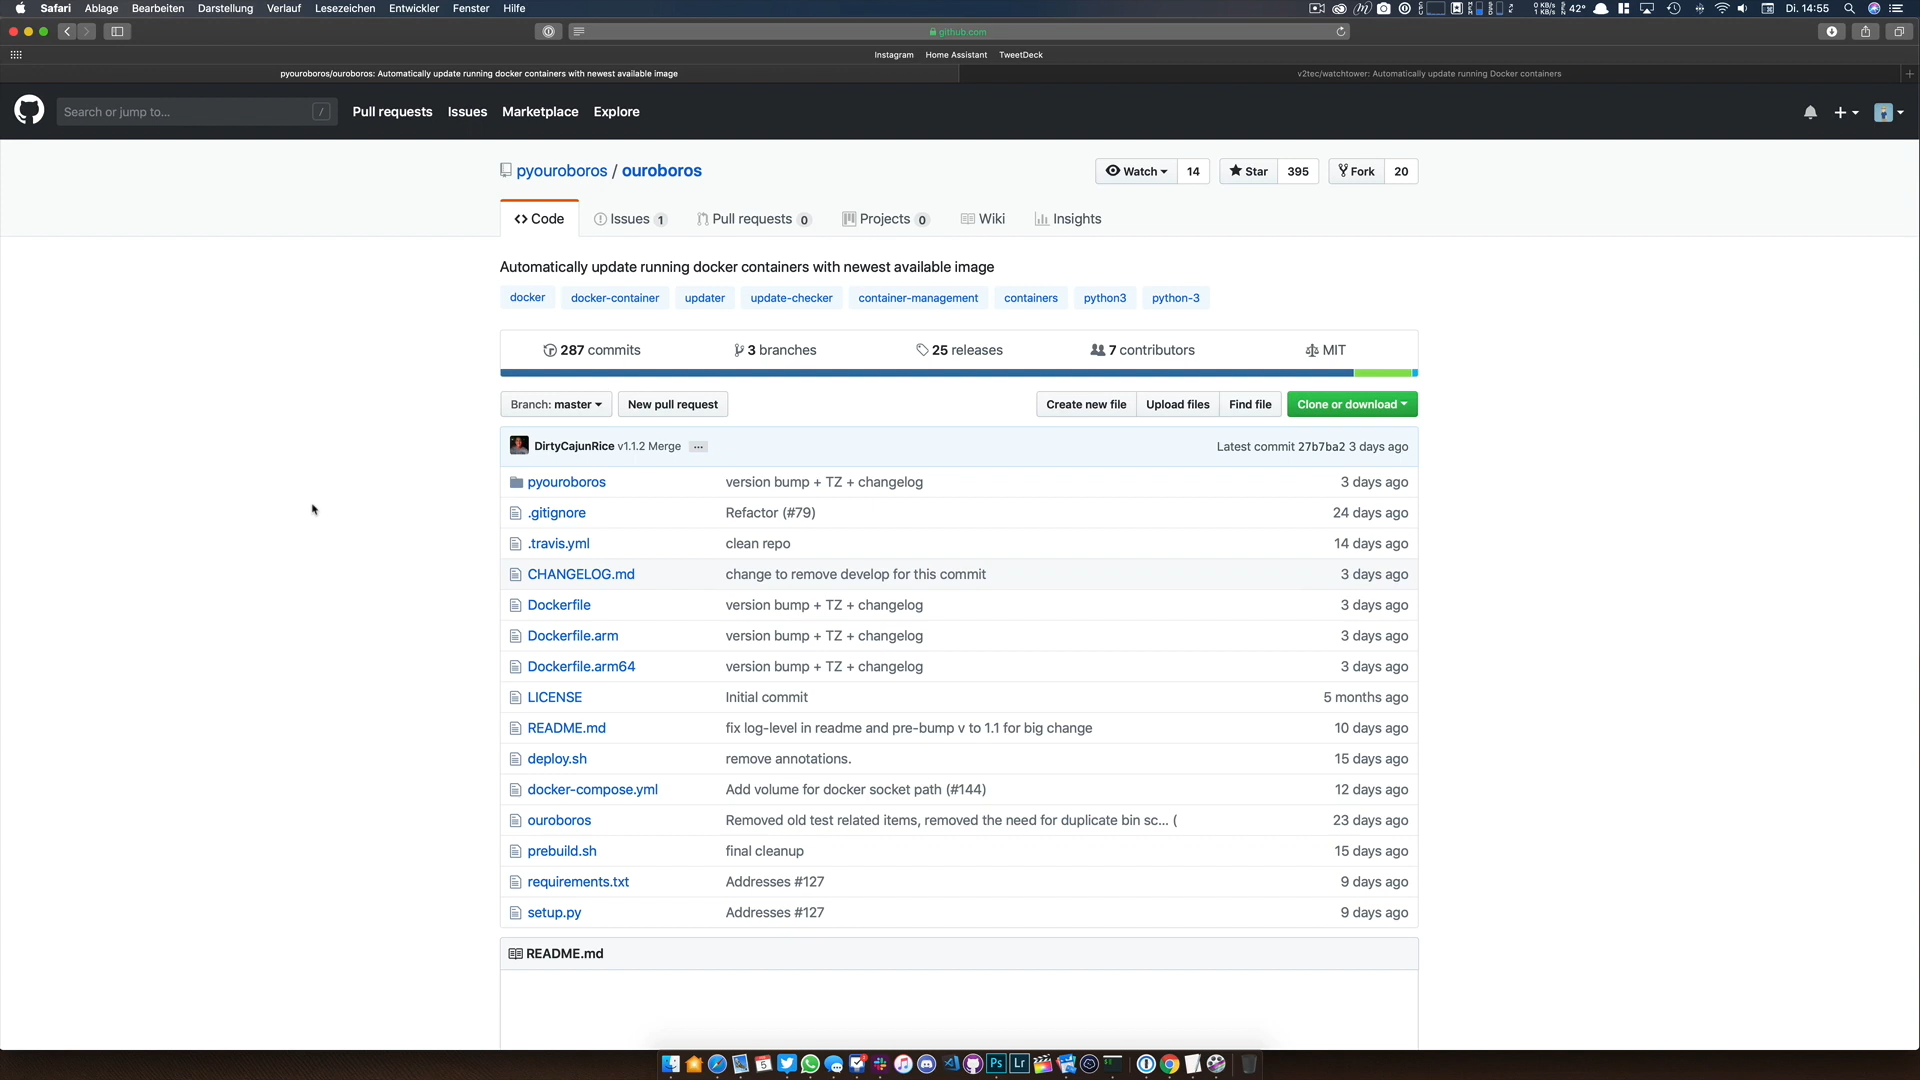 Safari Ablage Bearbeiten Darstellung Verlauf Lesezeichen Entwickler Fenster Hilfe
0 KB/s
1 KB/s
42° Di. 14:55
github.com
Instagram Home Assistant TweetDeck
pyouroboros/ouroboros: Automatically update running docker containers with newest available image
v2tec/watchtower: Automatically update running Docker containers
Search or jump to... / Pull requests Issues Marketplace Explore
pyouroboros / ouroboros
Watch 14 Star 395 Fork 20
Code Issues 1 Pull requests 0 Projects 0 Wiki Insights
Automatically update running docker containers with newest available image
docker docker-container updater update-checker container-management containers python3 python-3
287 commits 3 branches 25 releases 7 contributors MIT
Branch: master New pull request Create new file Upload files Find file Clone or download
DirtyCajunRice v1.1.2 Merge ... Latest commit 27b7ba2 3 days ago
pyouroboros version bump + TZ + changelog 3 days ago
.gitignore Refactor (#79) 24 days ago
.travis.yml clean repo 14 days ago
CHANGELOG.md change to remove develop for this commit 3 days ago
Dockerfile version bump + TZ + changelog 3 days ago
Dockerfile.arm version bump + TZ + changelog 3 days ago
Dockerfile.arm64 version bump + TZ + changelog 3 days ago
LICENSE Initial commit 5 months ago
README.md fix log-level in readme and pre-bump v to 1.1 for big change 10 days ago
deploy.sh remove annotations. 15 days ago
docker-compose.yml Add volume for docker socket path (#144) 12 days ago
ouroboros Removed old test related items, removed the need for duplicate bin sc... ( 23 days ago
prebuild.sh final cleanup 15 days ago
requirements.txt Addresses #127 9 days ago
setup.py Addresses #127 9 days ago
README.md
5 Ps Lr